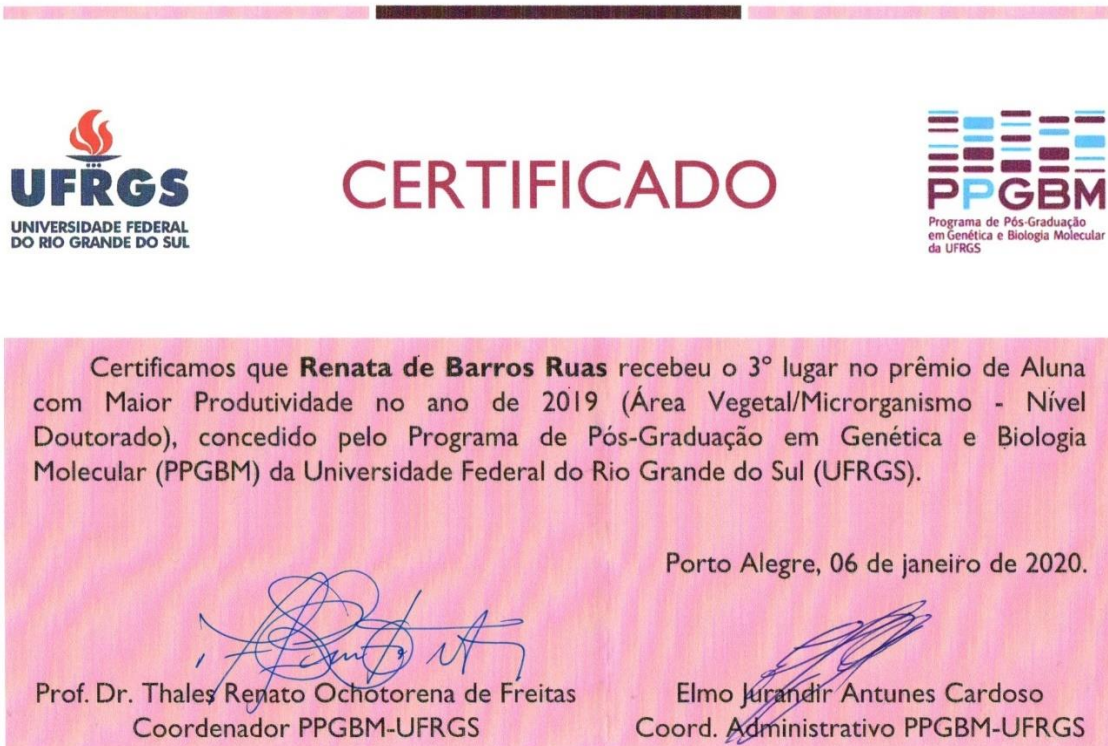 UFRGS
UNIVERSIDADE FEDERAL
DO RIO GRANDE DO SUL
CERTIFICADO
PPGBM
Programa de Pós-Graduação
em Genética e Biologia Molecular
da UFRGS
Certificamos que Renata de Barros Ruas recebeu o 3º lugar no prêmio de Aluna
com Maior Produtividade no ano de 2019 (Área Vegetal/Microrganismo - Nível
Doutorado), concedido pelo Programa de Pós-Graduação em Genética e Biologia
Molecular (PPGBM) da Universidade Federal do Rio Grande do Sul (UFRGS).
Porto Alegre, 06 de janeiro de 2020.
Prof. Dr. Thales Renato Ochotorena de Freitas
Coordenador PPGBM-UFRGS
Elmo Jurandir Antunes Cardoso
Coord. Administrativo PPGBM-UFRGS